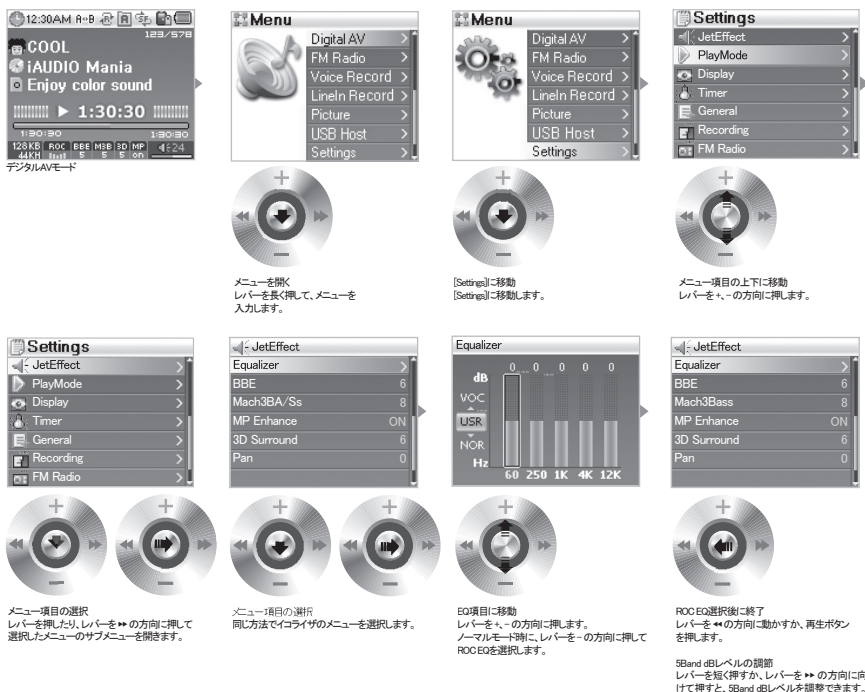 12:30AM A↔B
123/578
COOL
iAUDIO Mania
Enjoy color sound
1:30:30
1:30:30 1:30:30
128KB ROC BBE M3B 3D MP 24
44KH 5 5 5 on
デジタルAVモード
Menu
Digital AV >
FM Radio >
Voice Record >
LineIn Record >
Picture >
USB Host >
Settings >
メニューを開く
レバーを長く押して、メニューを
入力します。
Menu
Digital AV >
FM Radio >
Voice Record >
LineIn Record >
Picture >
USB Host >
Settings >
[Settings]に移動
[Settings]に移動します。
Settings
JetEffect >
PlayMode >
Display >
Timer >
General >
Recording >
FM Radio >
メニュー項目の上下に移動
レバーを+、-の方向に押します。
Settings
JetEffect >
PlayMode >
Display >
Timer >
General >
Recording >
FM Radio >
メニュー項目の選択
レバーを押したり、レバーを ▸▸ の方向に押して
選択したメニューのサブメニューを開きます。
JetEffect
Equalizer >
BBE 6
Mach3BA/Ss 8
MP Enhance ON
3D Surround 6
Pan 0
メニュー項目の選択
同じ方法でイコライザのメニューを選択します。
Equalizer
0 0 0 0 0
dB
VOC
USR
NOR
Hz
60 250 1K 4K 12K
EQ項目に移動
レバーを+、-の方向に押します。
ノーマルモード時に、レバーを-の方向に押して
ROC EQを選択します。
JetEffect
Equalizer >
BBE 6
Mach3Bass 8
MP Enhance ON
3D Surround 6
Pan 0
ROC EQ選択後に終了
レバーを ◂◂ の方向に動かすか、再生ボタン
を押します。
5Band dBレベルの調節
レバーを短く押すか、レバーを ▸▸ の方向に向
けて押すと、5Band dBレベルを調整できます。